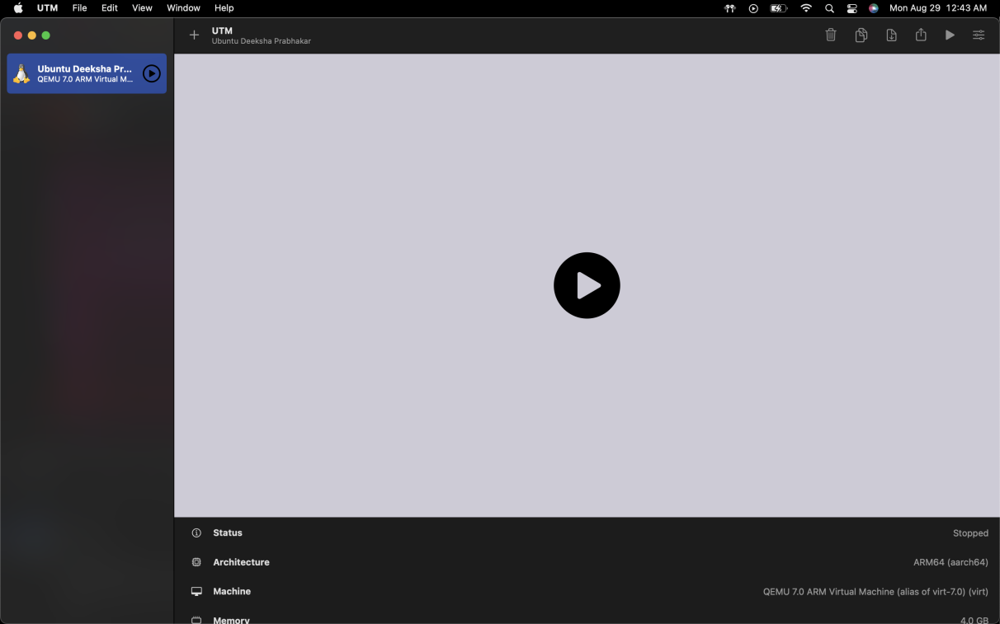 UTM File Edit View Window Help Mon Aug 29 12:43 AM
UTM
Ubuntu Deeksha Prabhakar
Ubuntu Deeksha Pr...
QEMU 7.0 ARM Virtual M...
Status Stopped
Architecture ARM64 (aarch64)
Machine QEMU 7.0 ARM Virtual Machine (alias of virt-7.0) (virt)
Memory 4.0 GB